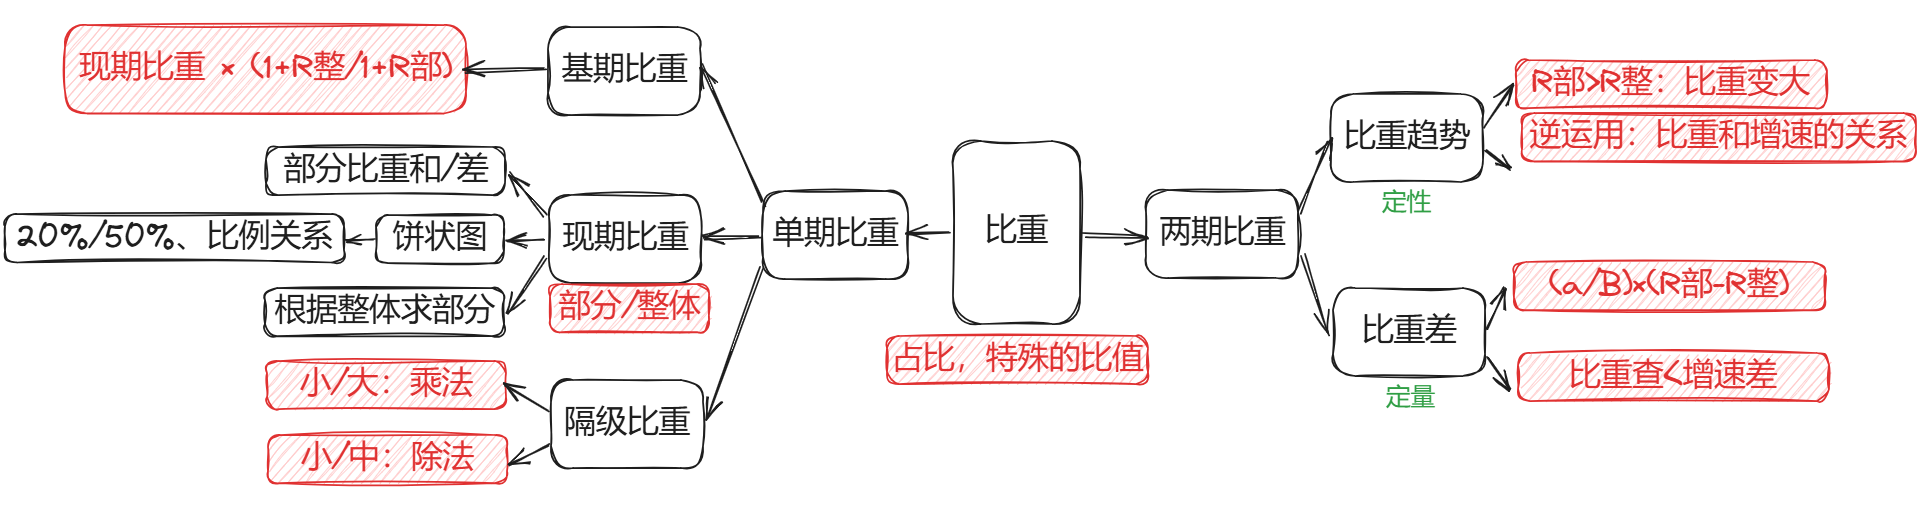 现期比重 × (1+R整/1+R部)
基期比重
部分比重和/差
20%/50%、比例关系
饼状图
现期比重
根据整体求部分
部分/整体
小/大：乘法
隔级比重
小/中：除法
单期比重
比重
占比，特殊的比值
两期比重
比重趋势
定性
R部>R整：比重变大
逆运用：比重和增速的关系
比重差
定量
(a/B)×(R部-R整)
比重查<增速差